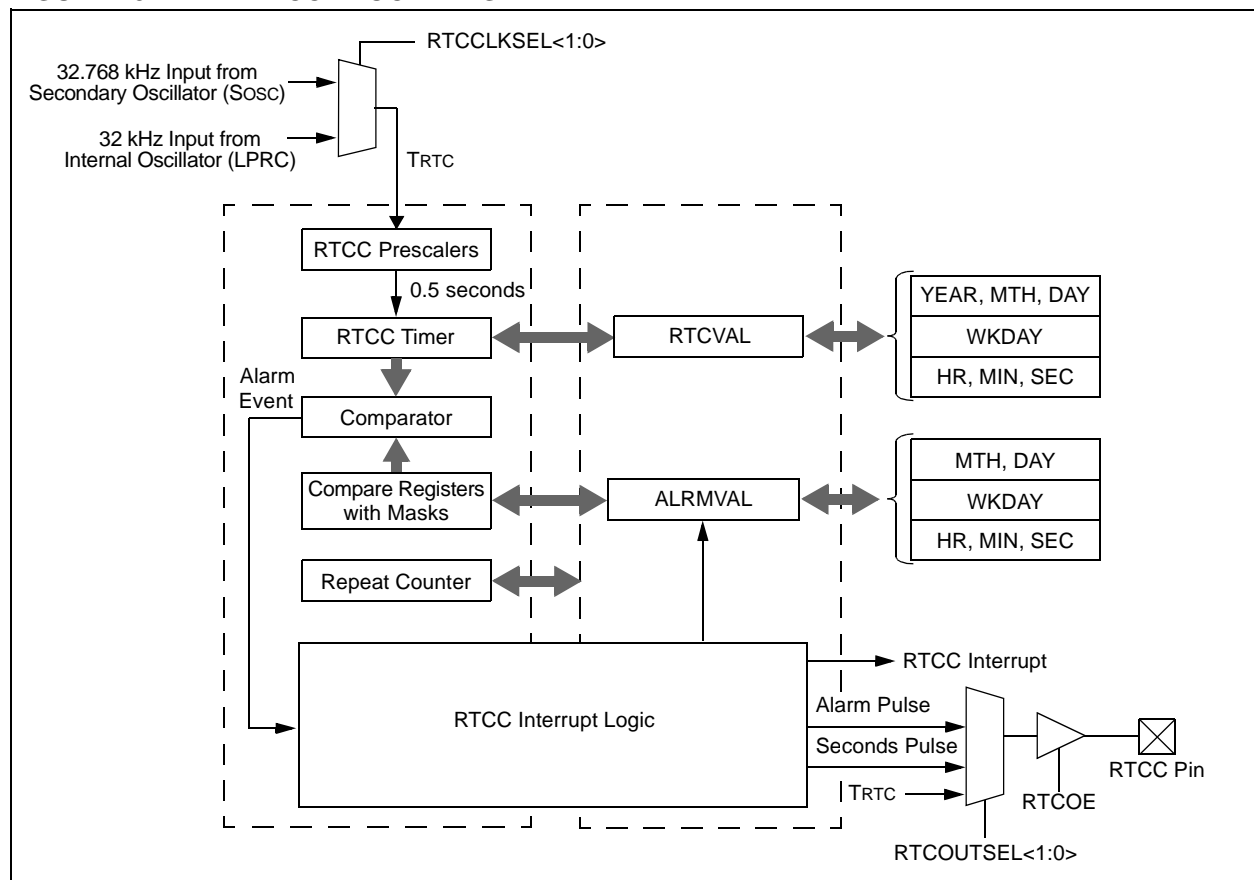 RTCCLKSEL<1:0>
32.768 kHz Input from
Secondary Oscillator (SOSC)
32 kHz Input from
Internal Oscillator (LPRC)
TRTC
RTCC Prescalers
0.5 seconds
YEAR, MTH, DAY
RTCC Timer
RTCVAL
WKDAY
HR, MIN, SEC
Alarm
Event
Comparator
MTH, DAY
Compare Registers
with Masks
ALRMVAL
WKDAY
HR, MIN, SEC
Repeat Counter
RTCC Interrupt
RTCC Interrupt Logic
Alarm Pulse
Seconds Pulse
RTCC Pin
TRTC
RTCOE
RTCOUTSEL<1:0>